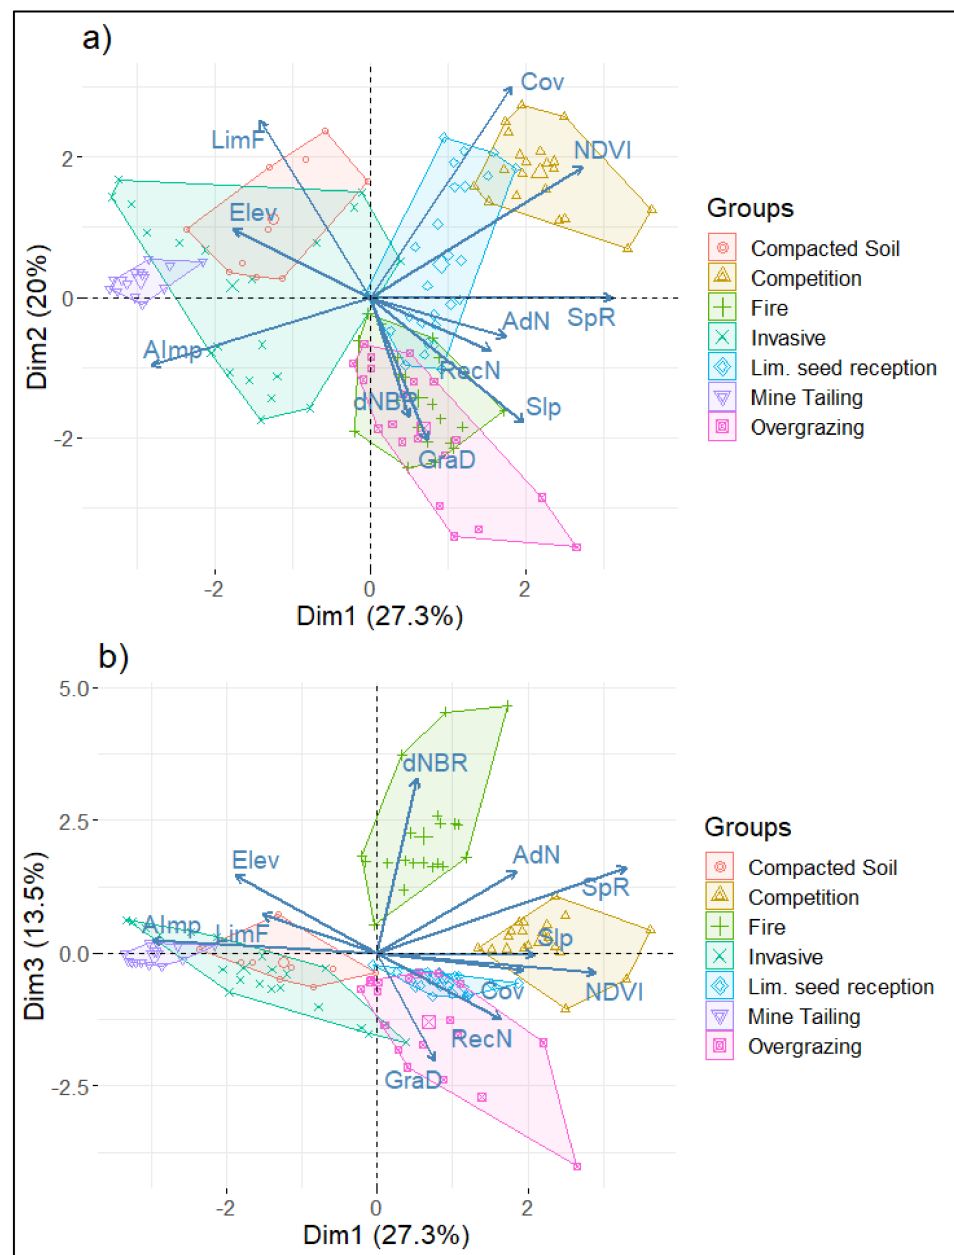 a)
Cov
LimF
NDVI
2
Elev
0
AdN
SpR
AImp
RecN
dNBR
Slp
GraD
-2
-2
0
2
Dim1 (27.3%)
Dim2 (20%)
Groups
Compacted Soil
Competition
Fire
Invasive
Lim. seed reception
Mine Tailing
Overgrazing
b)
5.0
dNBR
2.5
Elev
AdN
SpR
AImp
LimF
Slp
0.0
Cov
NDVI
RecN
GraD
-2.5
-2
0
2
Dim1 (27.3%)
Dim3 (13.5%)
Groups
Compacted Soil
Competition
Fire
Invasive
Lim. seed reception
Mine Tailing
Overgrazing